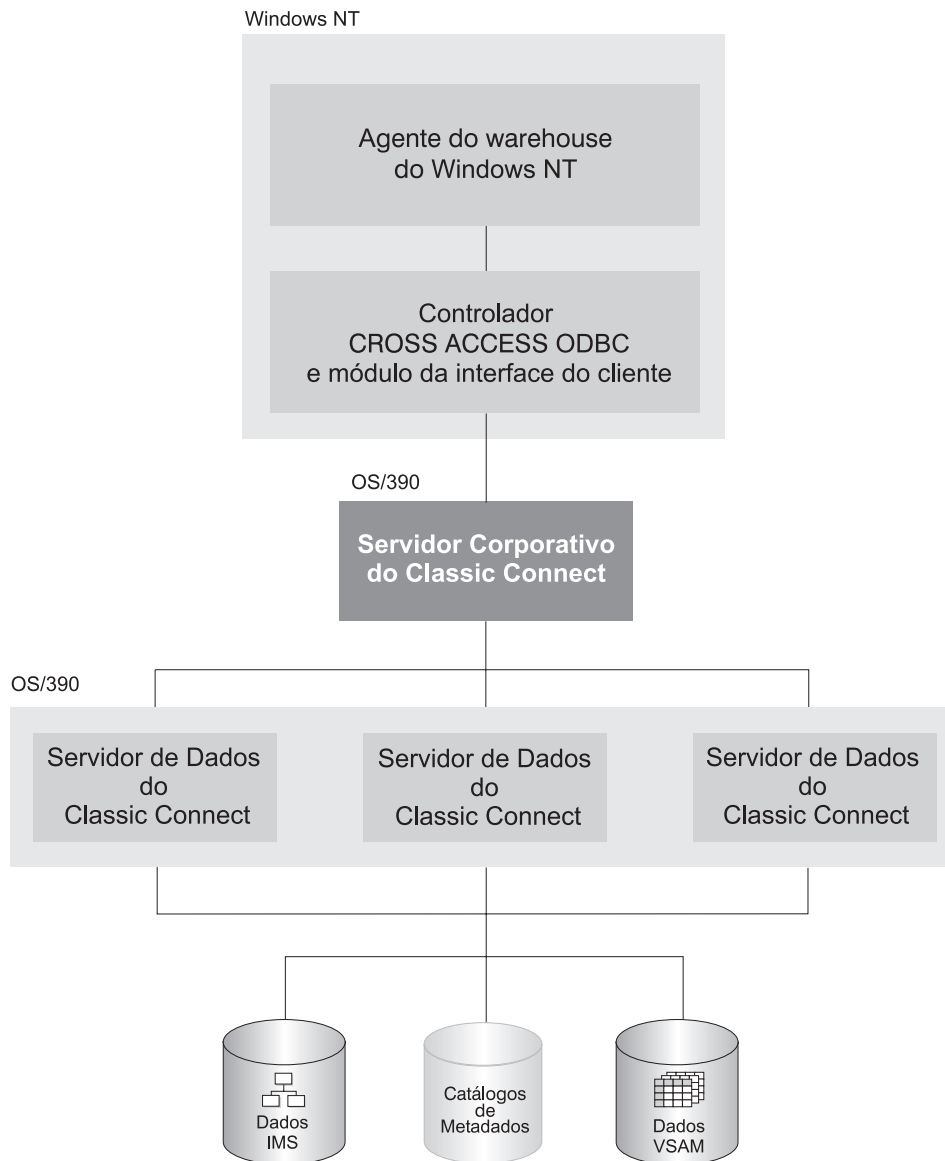 Windows NT
Agente do warehouse
do Windows NT
Controlador
CROSS ACCESS ODBC
e módulo da interface do cliente
OS/390
Servidor Corporativo
do Classic Connect
OS/390
Servidor de Dados
do
Classic Connect
Servidor de Dados
do
Classic Connect
Servidor de Dados
do
Classic Connect
Dados
IMS
Catálogos
de
Metadados
Dados
VSAM